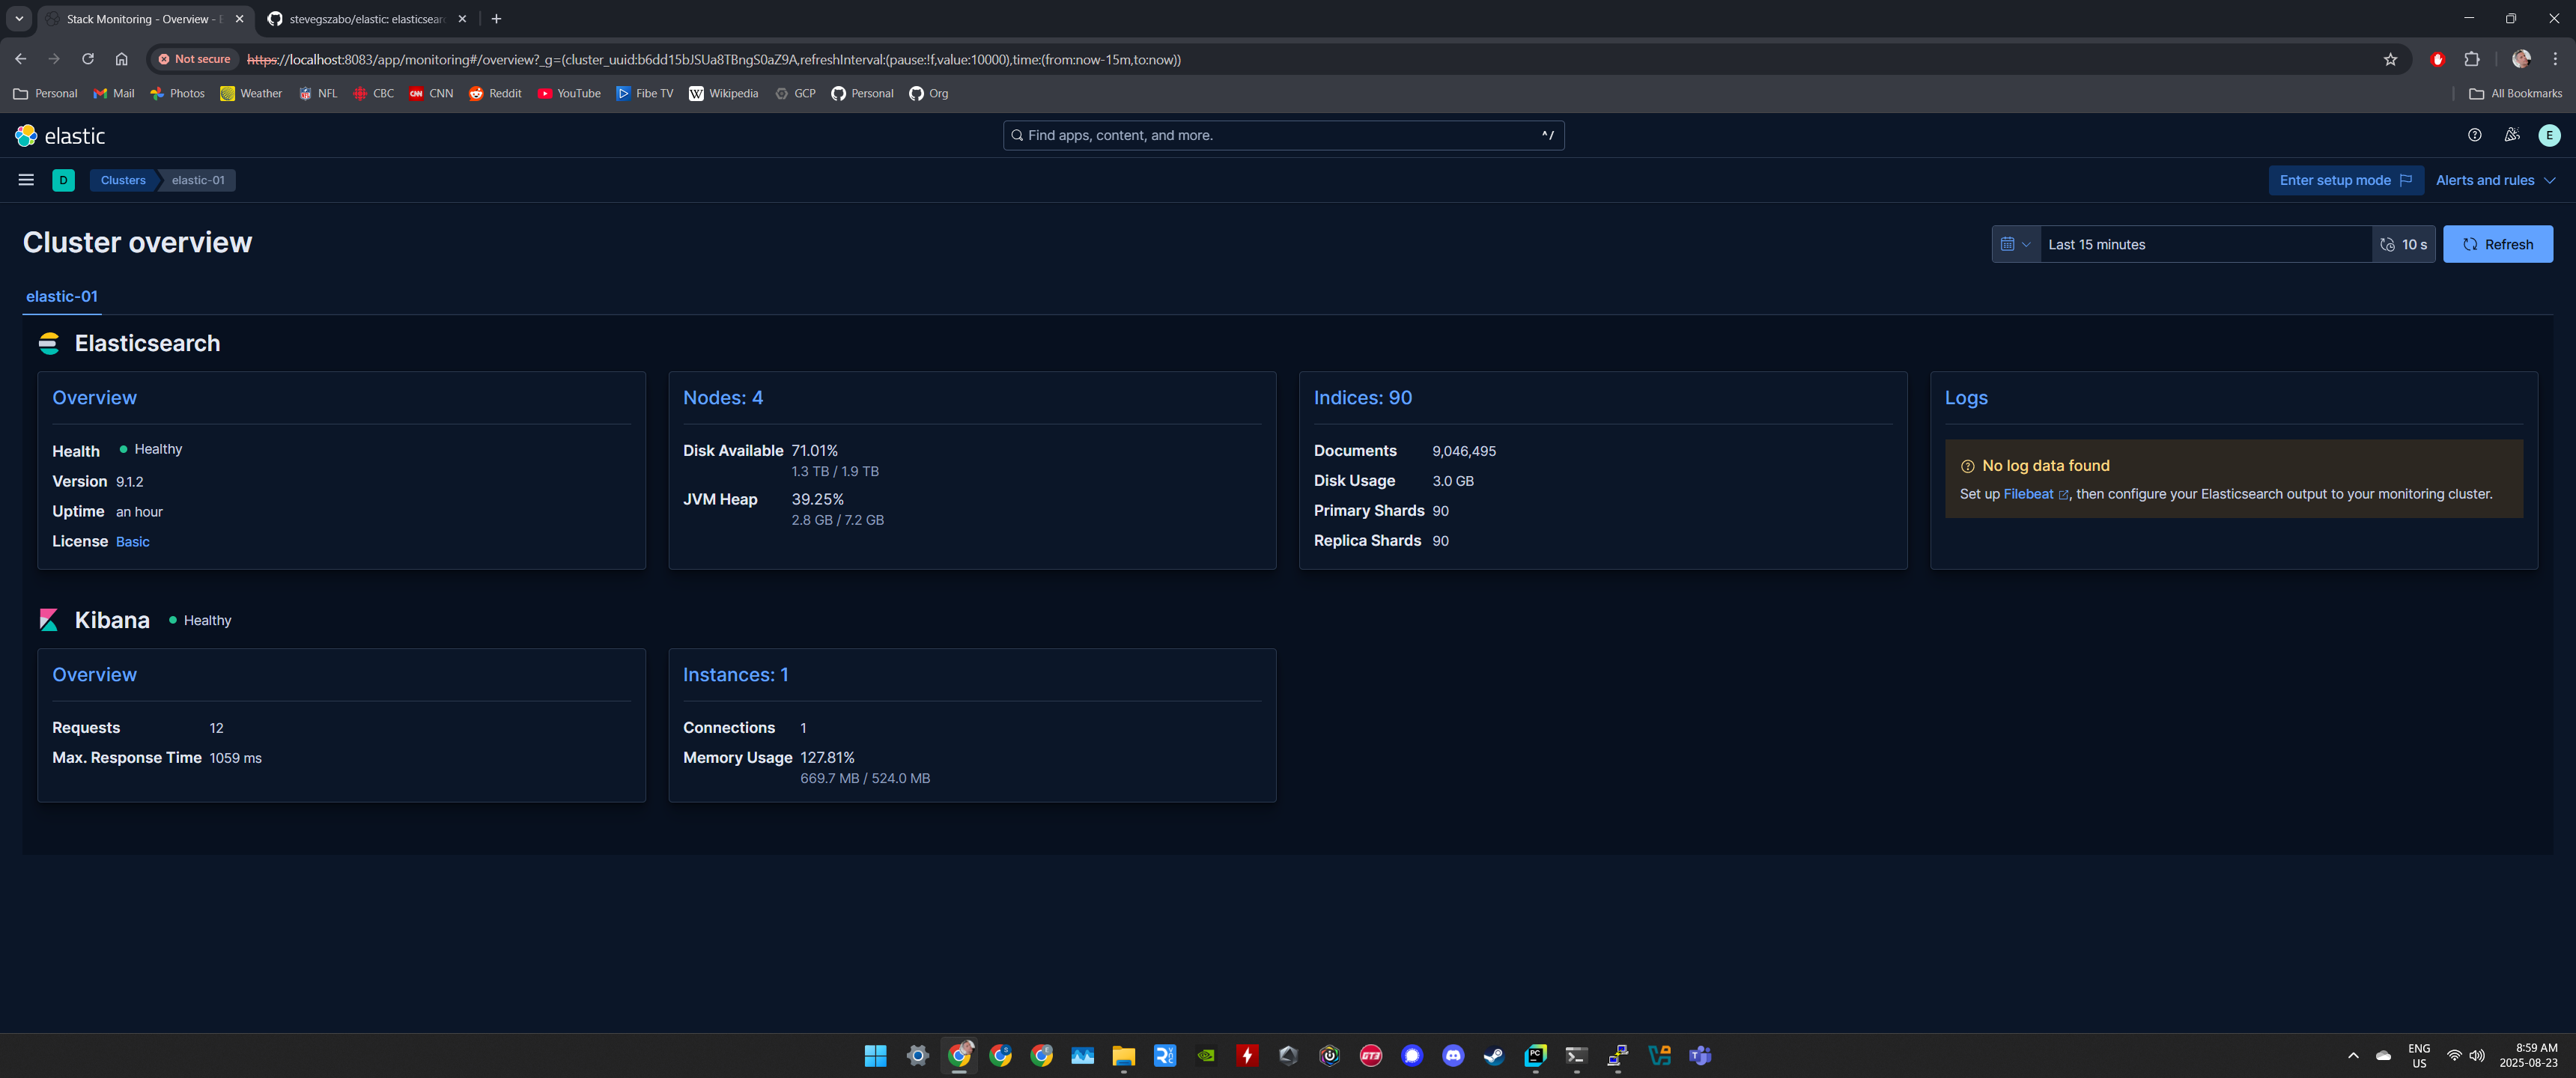 Stack Monitoring - Overview - E
stevegszabo/elastic: elasticsear
Not secure https://localhost:8083/app/monitoring#/overview?_g=(cluster_uuid:b6dd15bJSUa8TBngS0aZ9A,refreshInterval:(pause:!f,value:10000),time:(from:now-15m,to:now))
Personal Mail Photos Weather NFL CBC CNN Reddit YouTube Fibe TV Wikipedia GCP Personal Org All Bookmarks
elastic
Find apps, content, and more. ^/
E
D Clusters elastic-01 Enter setup mode Alerts and rules
Cluster overview
Last 15 minutes 10 s Refresh
elastic-01
Elasticsearch
Overview
Health Healthy
Version 9.1.2
Uptime an hour
License Basic
Nodes: 4
Disk Available 71.01%
1.3 TB / 1.9 TB
JVM Heap 39.25%
2.8 GB / 7.2 GB
Indices: 90
Documents 9,046,495
Disk Usage 3.0 GB
Primary Shards 90
Replica Shards 90
Logs
No log data found
Set up Filebeat, then configure your Elasticsearch output to your monitoring cluster.
Kibana Healthy
Overview
Requests 12
Max. Response Time 1059 ms
Instances: 1
Connections 1
Memory Usage 127.81%
669.7 MB / 524.0 MB
ENG
US
8:59 AM
2025-08-23